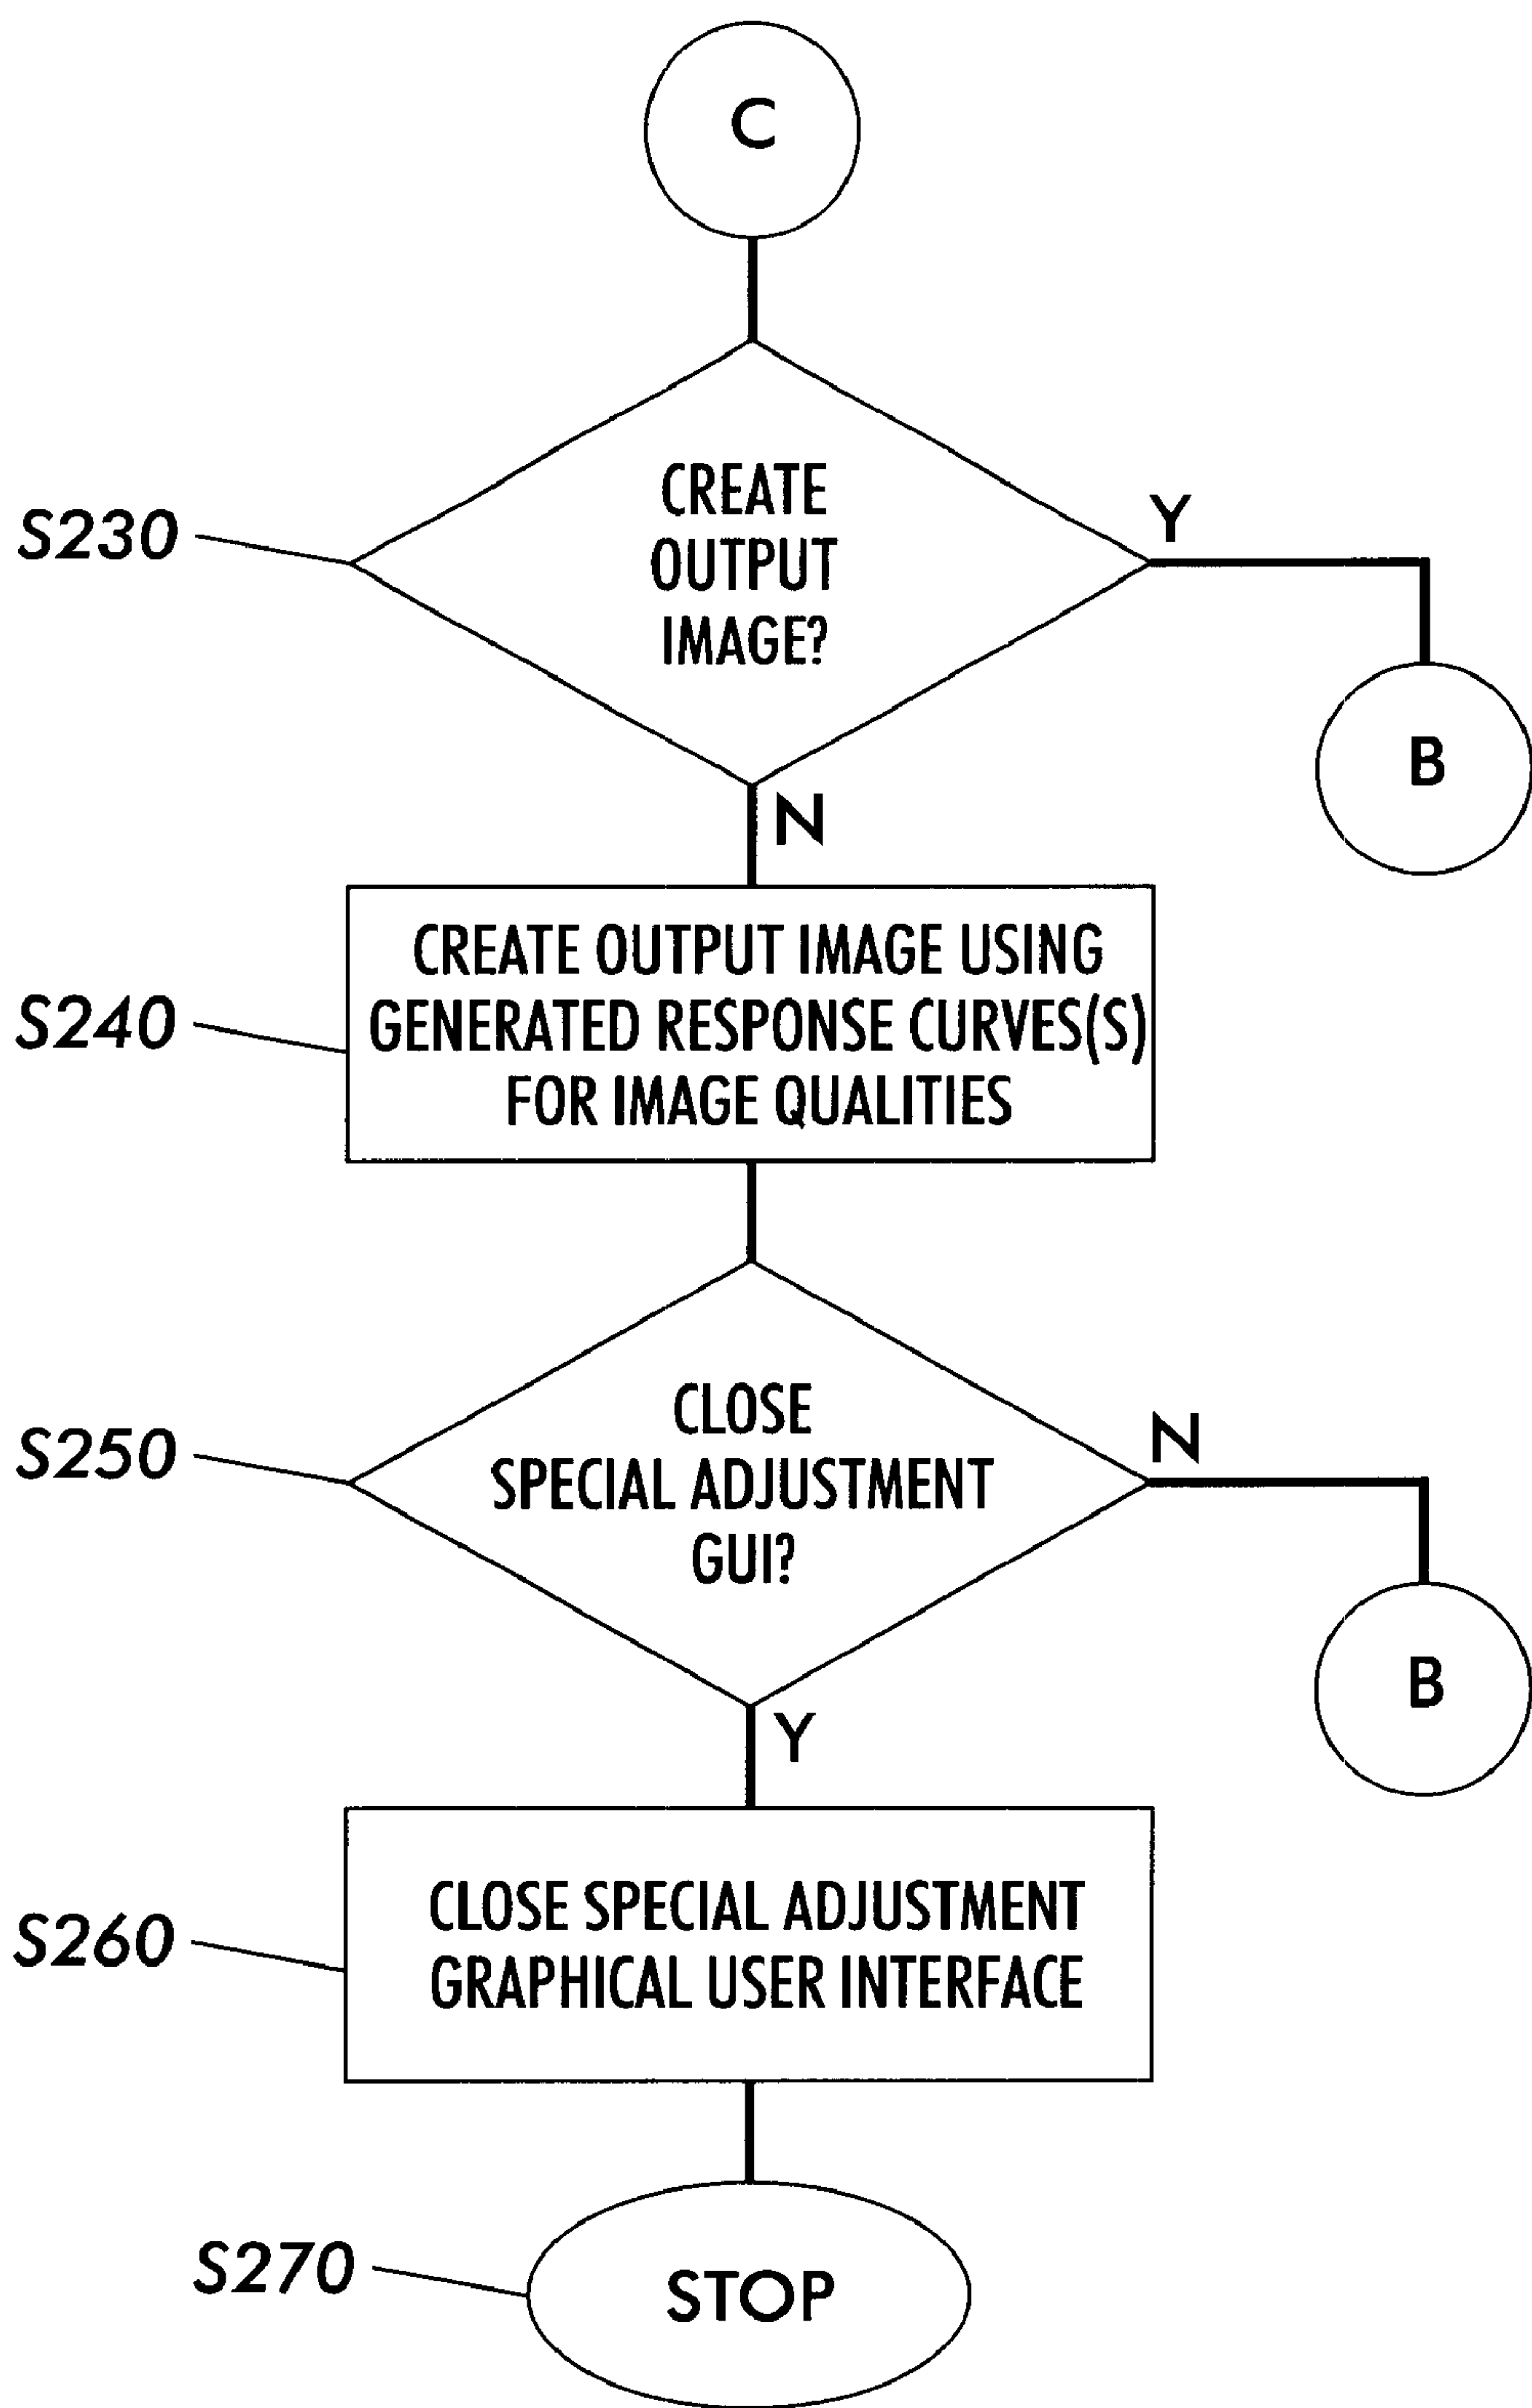 C
S230
CREATE
OUTPUT
IMAGE?
Y
B
N
S240
CREATE OUTPUT IMAGE USING
GENERATED RESPONSE CURVES(S)
FOR IMAGE QUALITIES
S250
CLOSE
SPECIAL ADJUSTMENT
GUI?
N
B
Y
S260
CLOSE SPECIAL ADJUSTMENT
GRAPHICAL USER INTERFACE
S270
STOP